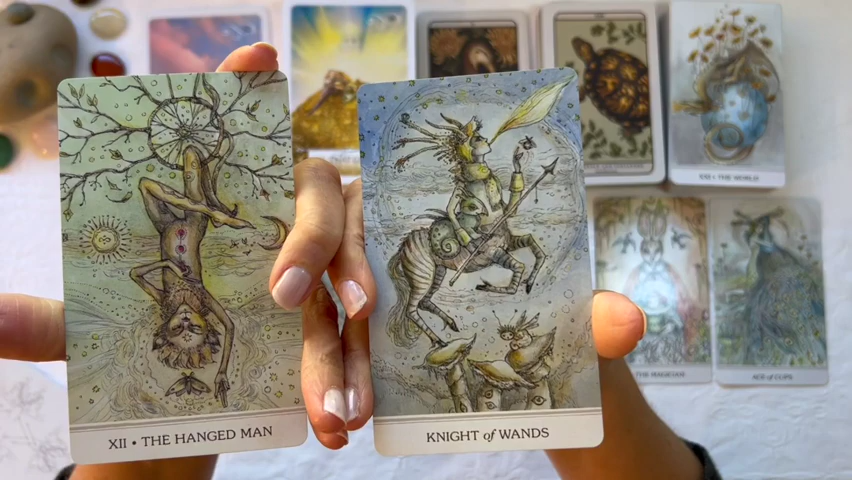 XXI • THE WORLD
THE MAGICIAN
ACE of CUPS
XII • THE HANGED MAN
KNIGHT of WANDS